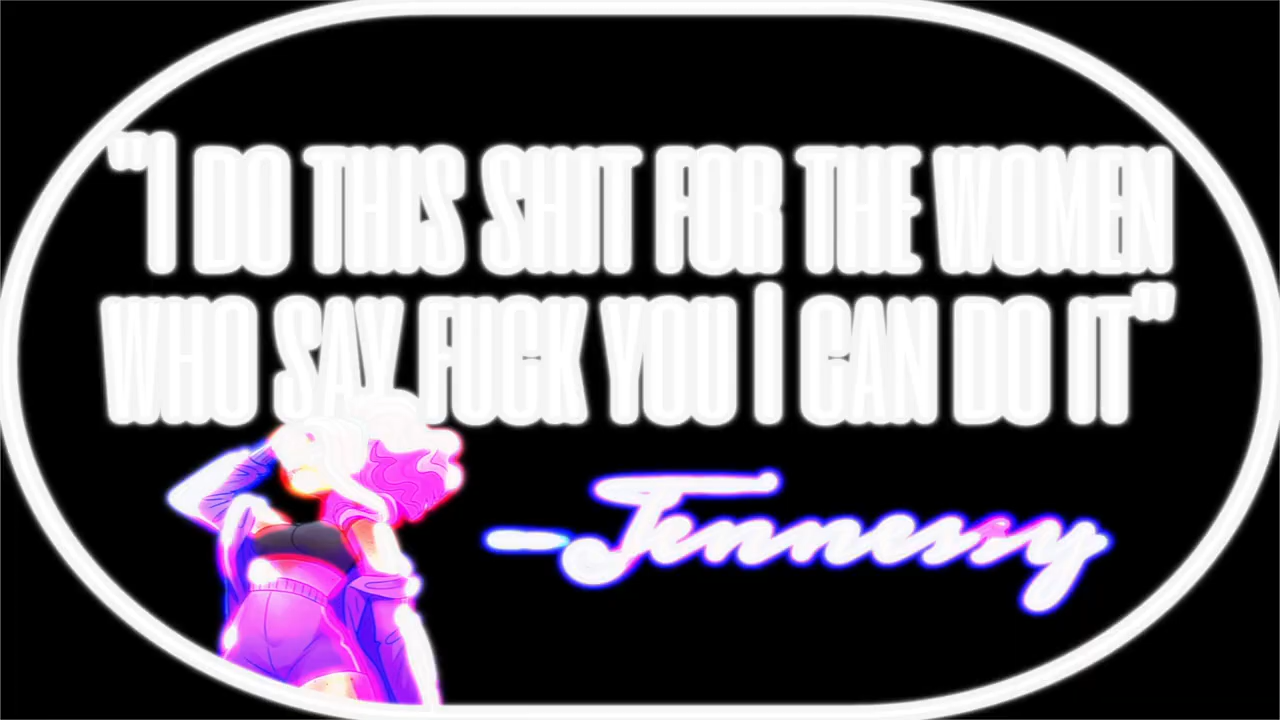 "I DO THIS SHIT FOR THE WOMEN
WHO SAY FUCK YOU I CAN DO IT"
-Jennessy